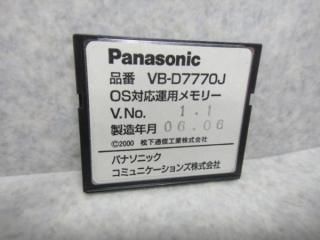 Panasonic
品番 VB-D7770J
OS対応運用メモリー
V.No. 1.1
製造年月 06.06
©2000 松下通信工業株式会社
パナソニック
コミュニケーションズ株式会社